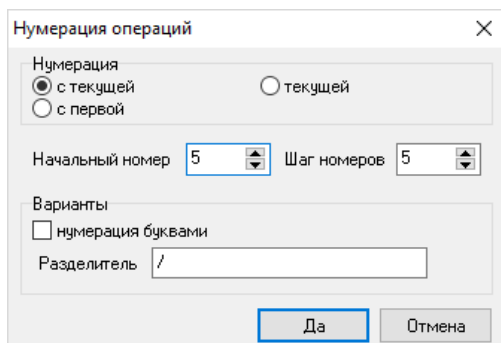 Нумерация операций
Нумерация
с текущей
текущей
с первой
Начальный номер 5 Шаг номеров 5
Варианты
нумерация буквами
Разделитель /
Да Отмена